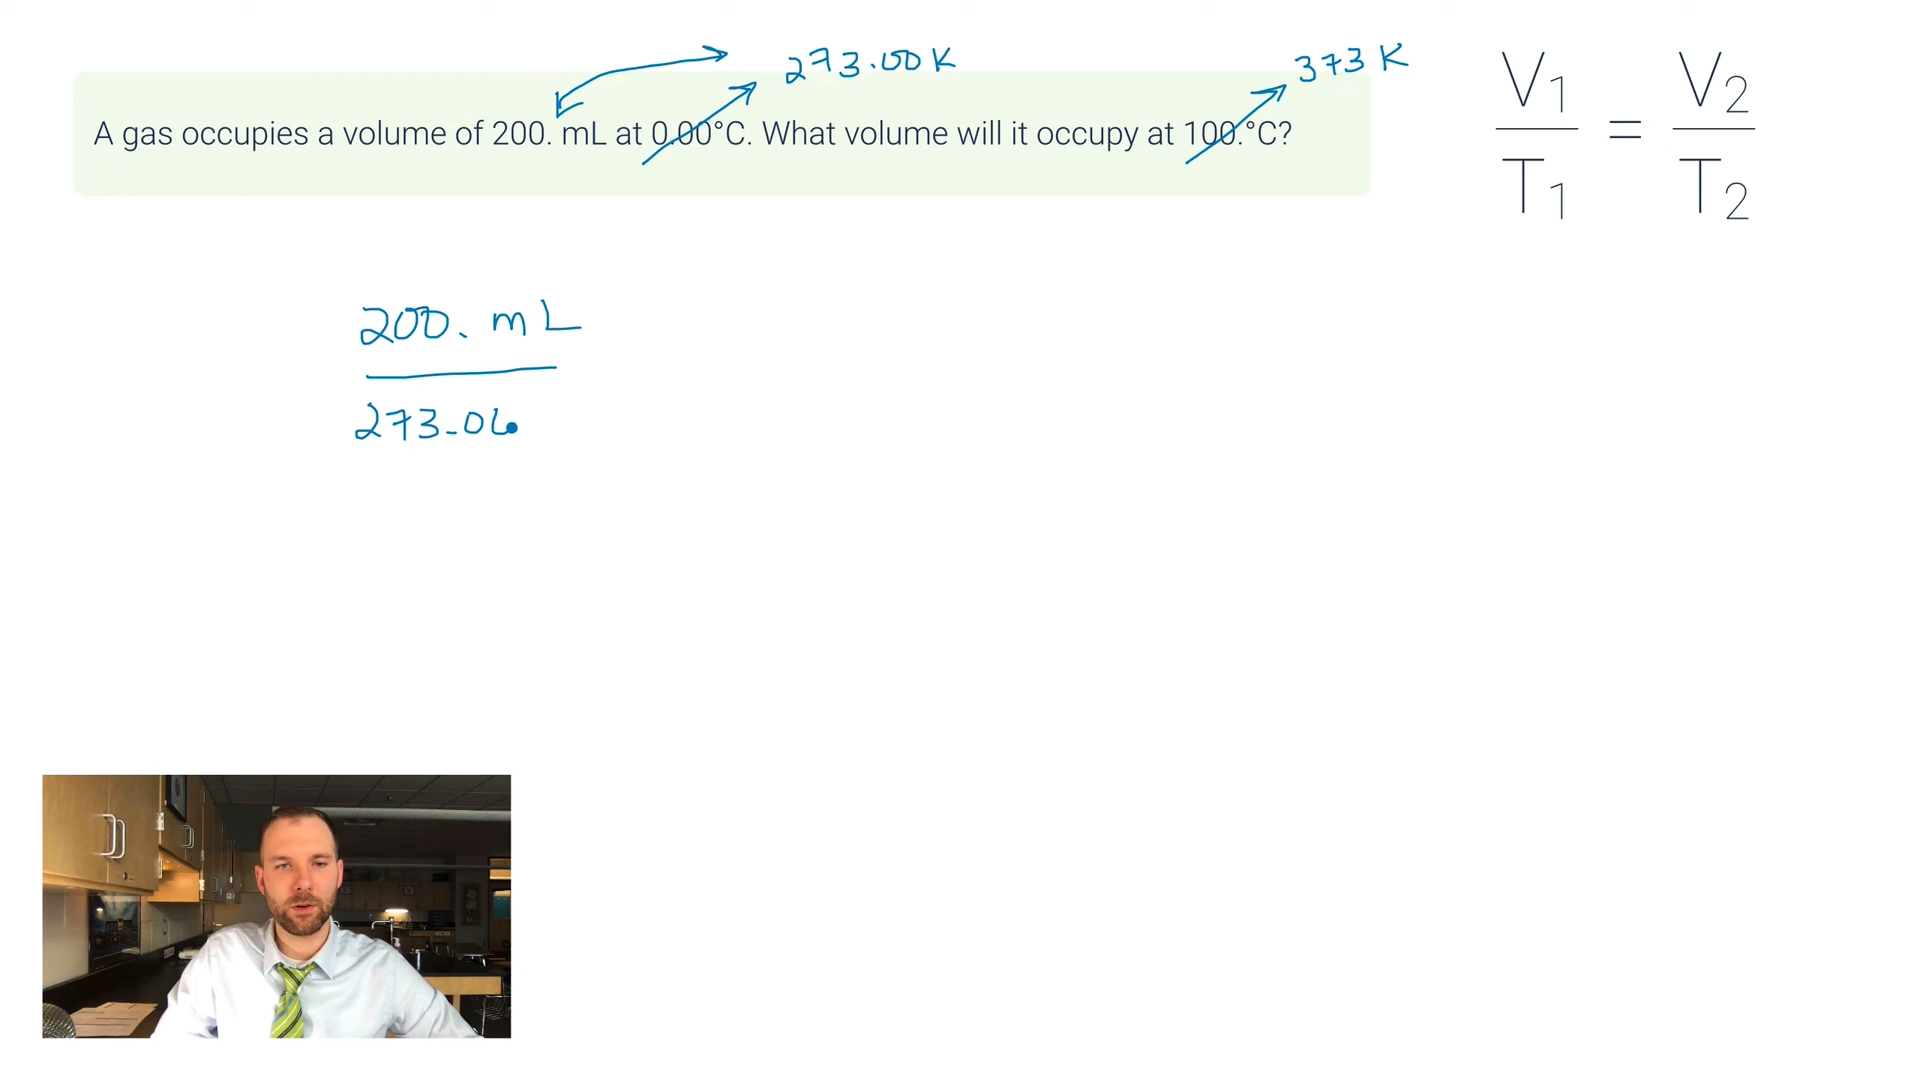 273.00 K
373 K
A gas occupies a volume of 200. mL at 0.00°C. What volume will it occupy at 100.°C?
V1
T1
=
V2
T2
200. mL
273.00